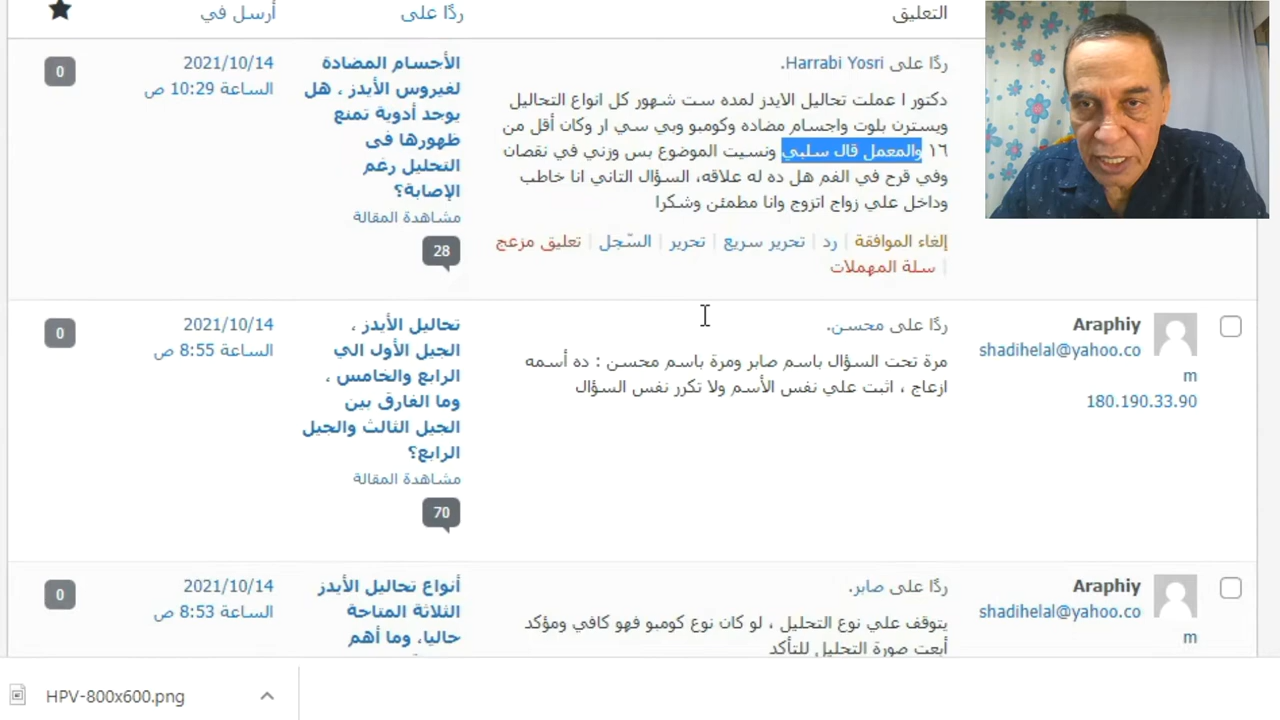 التعليق
ردًا على
أرسل في
ردًا على Harrabi Yosri.
دكتور ا عملت تحاليل الايدز لمده ست شهور كل انواع التحاليل
ويسترن بلوت واجسام مضاده وكومبو وبي سي ار وكان أقل من
١٦ والمعمل قال سلبي ونسيت الموضوع بس وزني في نقصان
وفي قرح في الفم هل ده له علاقه، السؤال التاني انا خاطب
وداخل علي زواج اتزوج وانا مطمئن وشكرا
إلغاء الموافقة | رد | تحرير سريع | تحرير | السّجل | تعليق مزعج
| سلة المهملات
الأجسام المضادة
لفيروس الأيدز ، هل
يوجد أدوية تمنع
ظهورها فى
التحليل رغم
الإصابة؟
مشاهدة المقالة
28
2021/10/14
الساعة 10:29 ص
0
Araphiy
shadihelal@yahoo.co
m
180.190.33.90
ردًا على محسن.
مرة تحت السؤال باسم صابر ومرة باسم محسن : ده أسمه
ازعاج ، اثبت علي نفس الأسم ولا تكرر نفس السؤال
تحاليل الأيدز ،
الجيل الأول الي
الرابع والخامس ،
وما الفارق بين
الجيل الثالث والجيل
الرابع؟
مشاهدة المقالة
70
2021/10/14
الساعة 8:55 ص
0
Araphiy
shadihelal@yahoo.co
m
ردًا على صابر.
يتوقف علي نوع التحليل ، لو كان نوع كومبو فهو كافي ومؤكد
أبعت صورة التحليل للتأكد
أنواع تحاليل الأيدز
الثلاثة المتاحة
حاليا، وما أهم
2021/10/14
الساعة 8:53 ص
0
HPV-800x600.png